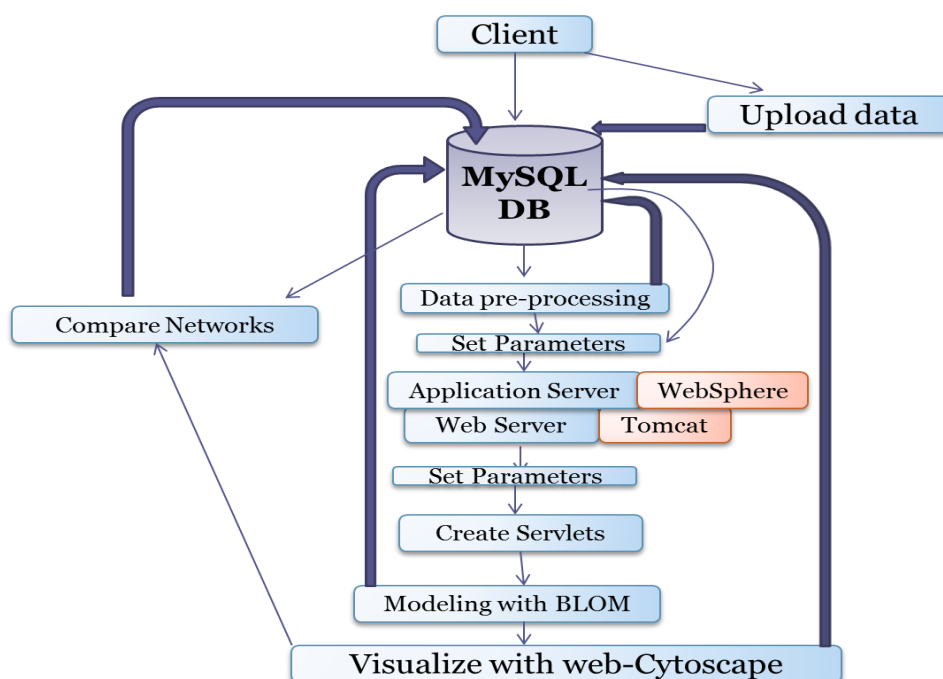 Client
Upload data
MySQL
DB
Data pre-processing
Compare Networks
Set Parameters
Application Server
WebSphere
Web Server
Tomcat
Set Parameters
Create Servlets
Modeling with BLOM
Visualize with web-Cytoscape